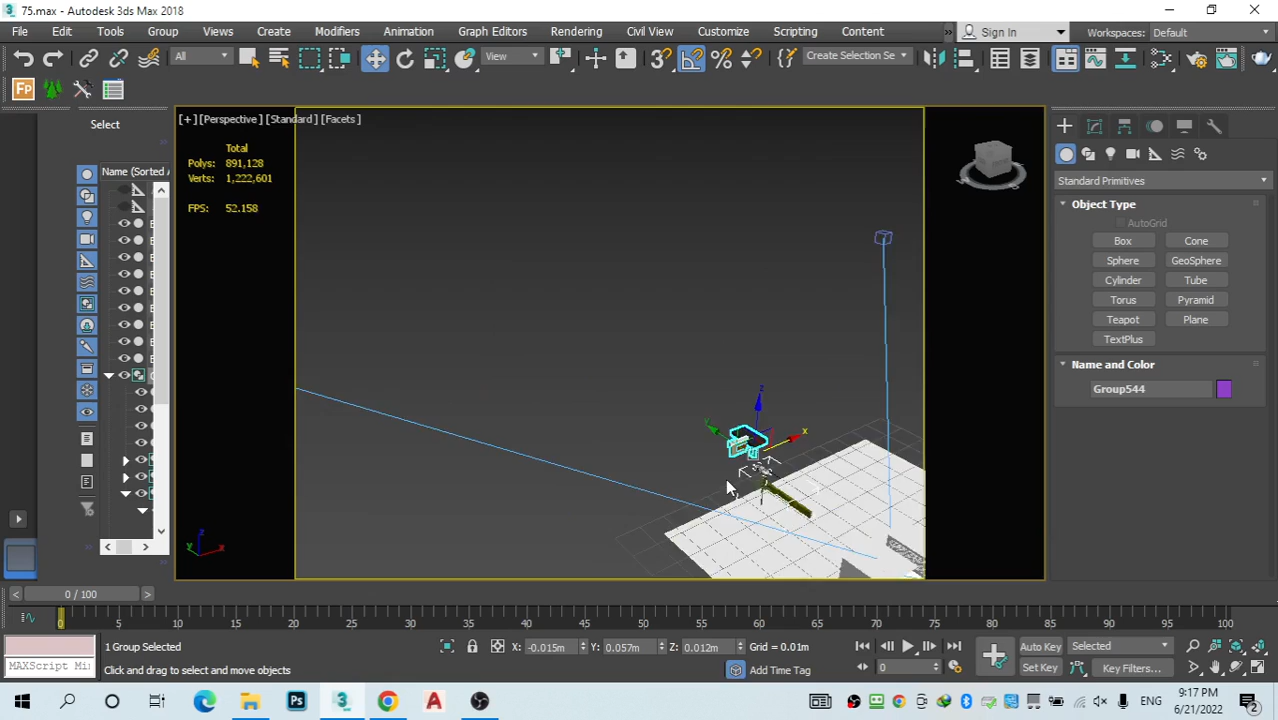 75.max - Autodesk 3ds Max 2018
File Edit Tools Group Views Create Modifiers Animation Graph Editors Rendering Civil View Customize Scripting Content » Sign In Workspaces: Default
All View 3 Create Selection Se
Fp
Select
Name (Sorted A
[+] [Perspective] [Standard] [Facets]
Total
Polys: 891,128
Verts: 1,222,601
FPS: 52.158
z
y
x
z
y
x
Standard Primitives
Object Type
AutoGrid
Box Cone
Sphere GeoSphere
Cylinder Tube
Torus Pyramid
Teapot Plane
TextPlus
Name and Color
Group544
0 / 100
0 5 10 15 20 25 30 35 40 45 50 55 60 65 70 75 80 85 90 95 100
1 Group Selected X: -0.015m Y: 0.057m Z: 0.012m Grid = 0.01m Auto Key Selected
MAXScript Mi Click and drag to select and move objects Add Time Tag 0 Set Key Key Filters...
Ps 3 A ENG 9:17 PM
6/21/2022 2